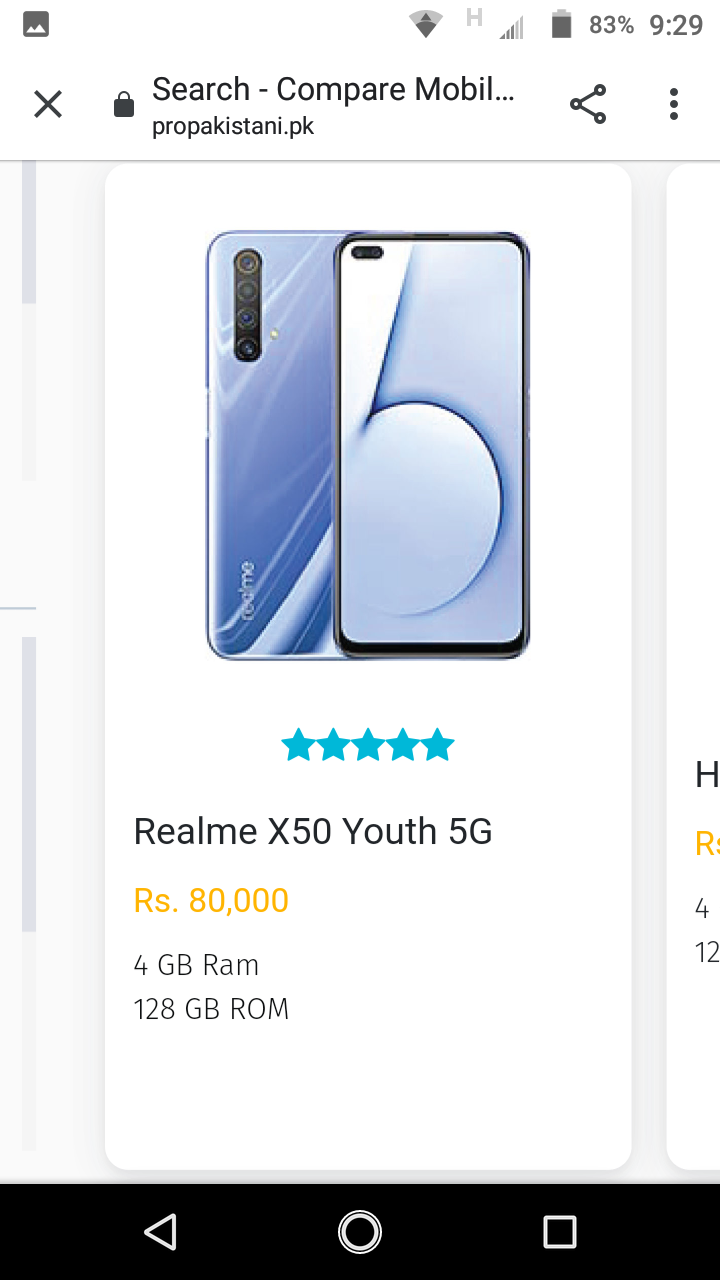 H
83% 9:29
Search - Compare Mobil...
propakistani.pk
realme
Realme X50 Youth 5G
Rs. 80,000
4 GB Ram
128 GB ROM
H
Rs
4
12